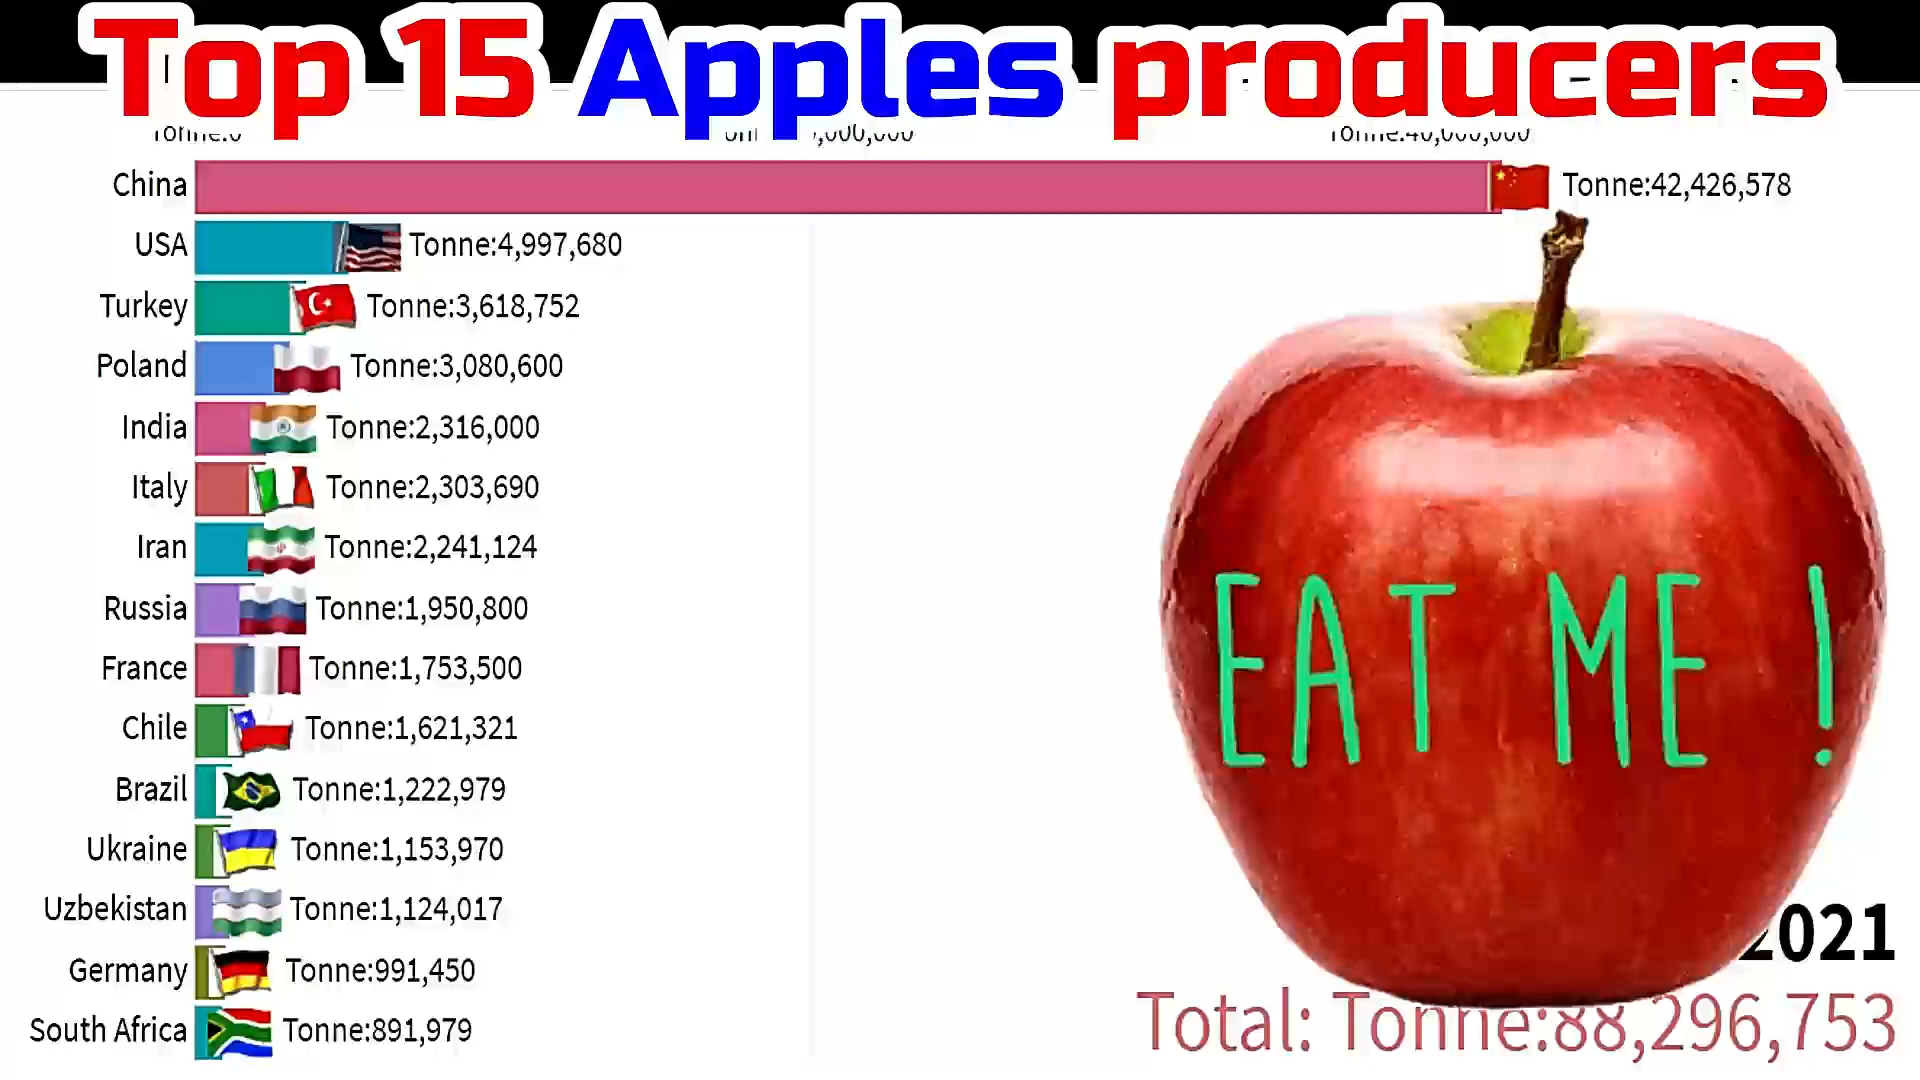 Top 15 Apples producers
China Tonne:42,426,578
USA Tonne:4,997,680
Turkey Tonne:3,618,752
Poland Tonne:3,080,600
India Tonne:2,316,000
Italy Tonne:2,303,690
Iran Tonne:2,241,124
Russia Tonne:1,950,800
France Tonne:1,753,500
Chile Tonne:1,621,321
Brazil Tonne:1,222,979
Ukraine Tonne:1,153,970
Uzbekistan Tonne:1,124,017
Germany Tonne:991,450
South Africa Tonne:891,979
EAT ME !
2021
Total: Tonne:88,296,753